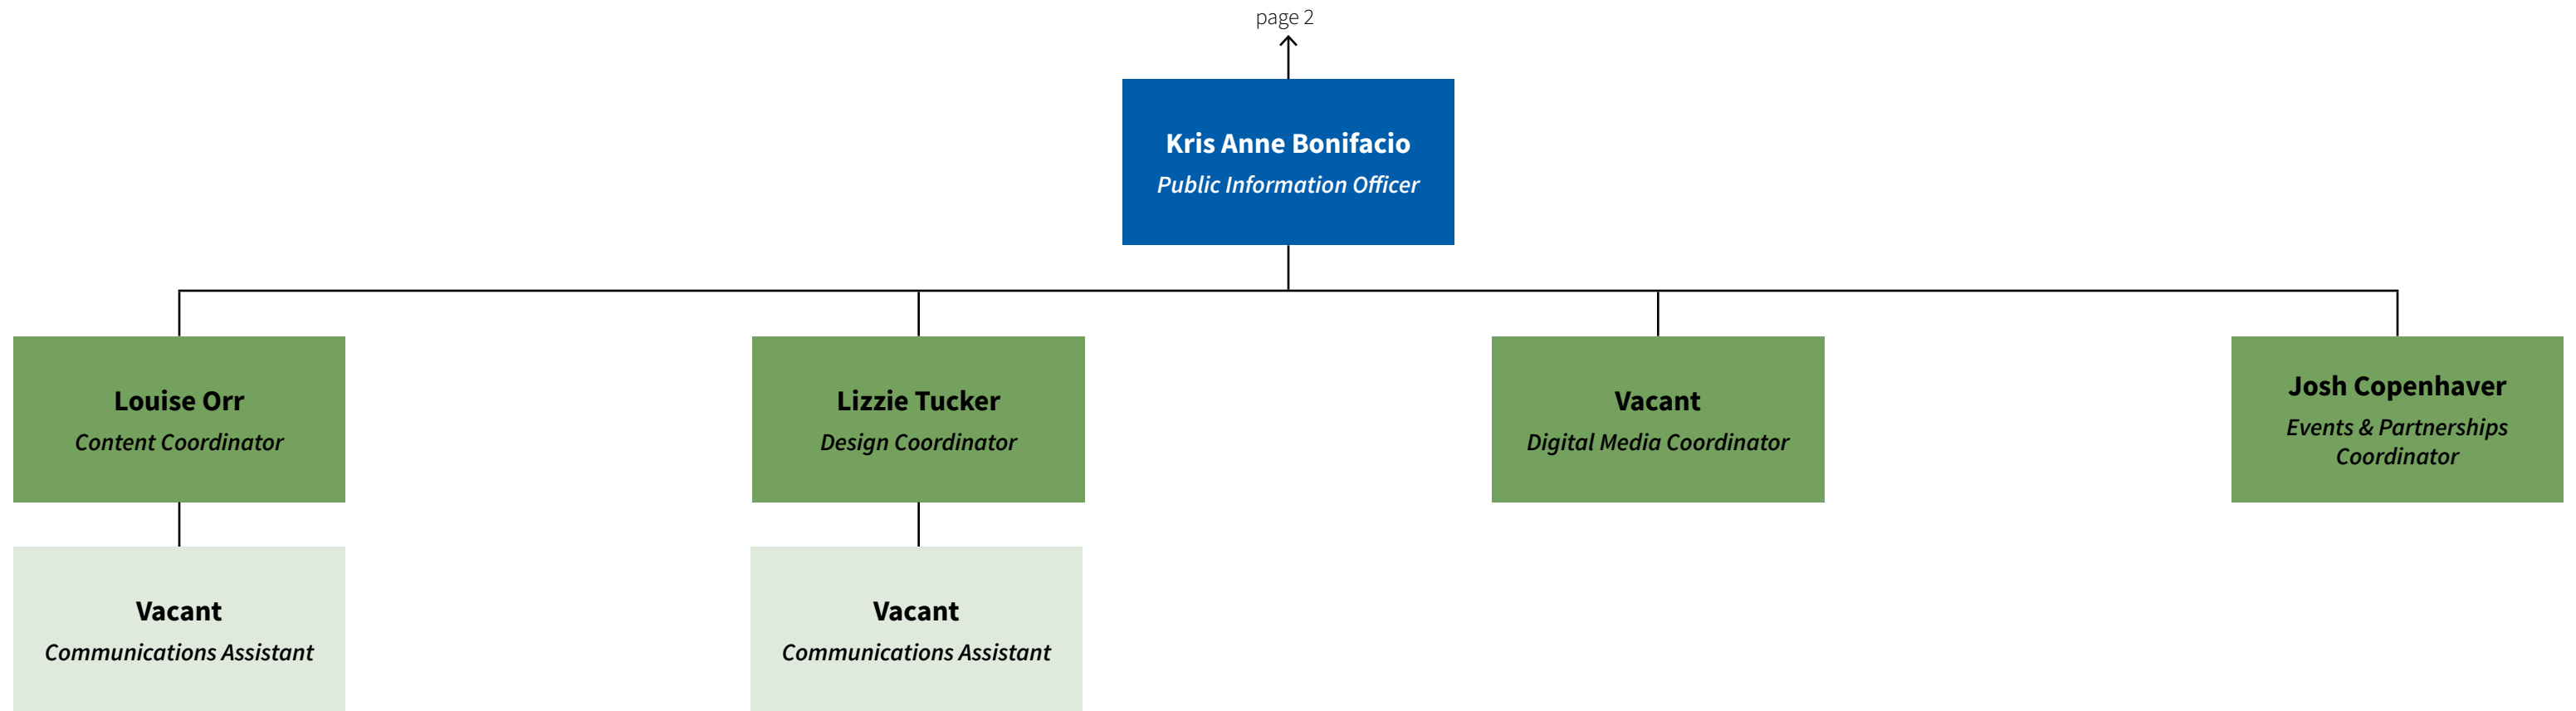 page 2
Kris Anne Bonifacio
Public Information Officer
Louise Orr
Content Coordinator
Lizzie Tucker
Design Coordinator
Vacant
Digital Media Coordinator
Josh Copenhaver
Events & Partnerships
Coordinator
Vacant
Communications Assistant
Vacant
Communications Assistant